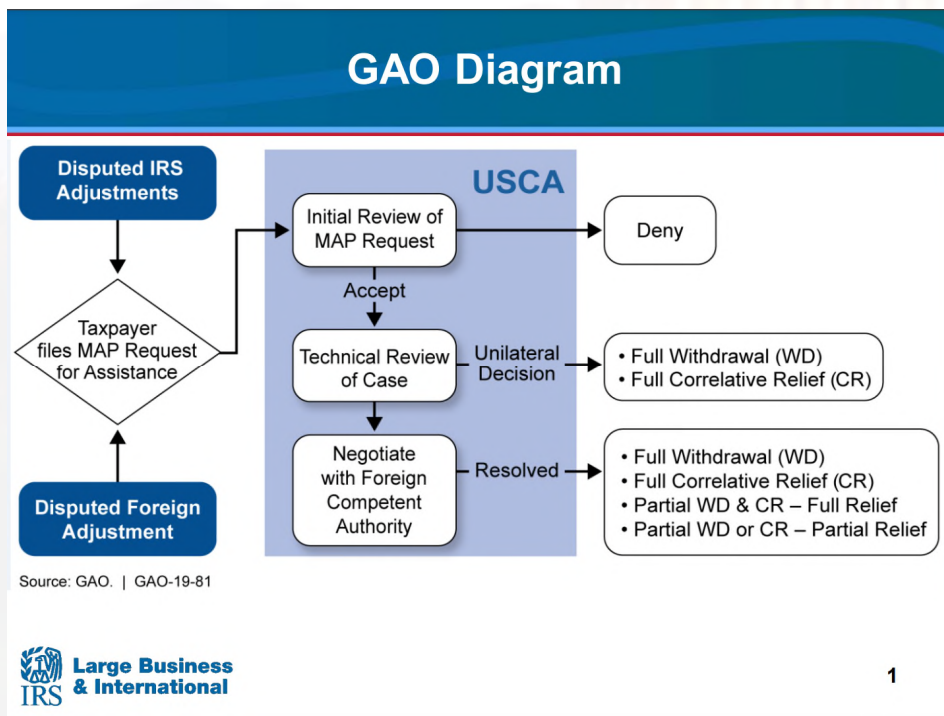 GAO Diagram
Disputed IRS
Adjustments
Taxpayer
files MAP Request
for Assistance
Disputed Foreign
Adjustment
USCA
Initial Review of
MAP Request
Deny
Accept
Technical Review
of Case
Unilateral
Decision
• Full Withdrawal (WD)
• Full Correlative Relief (CR)
Negotiate
with Foreign
Competent
Authority
Resolved
• Full Withdrawal (WD)
• Full Correlative Relief (CR)
• Partial WD & CR – Full Relief
• Partial WD or CR – Partial Relief
Source: GAO. | GAO-19-81
IRS
Large Business
& International
1